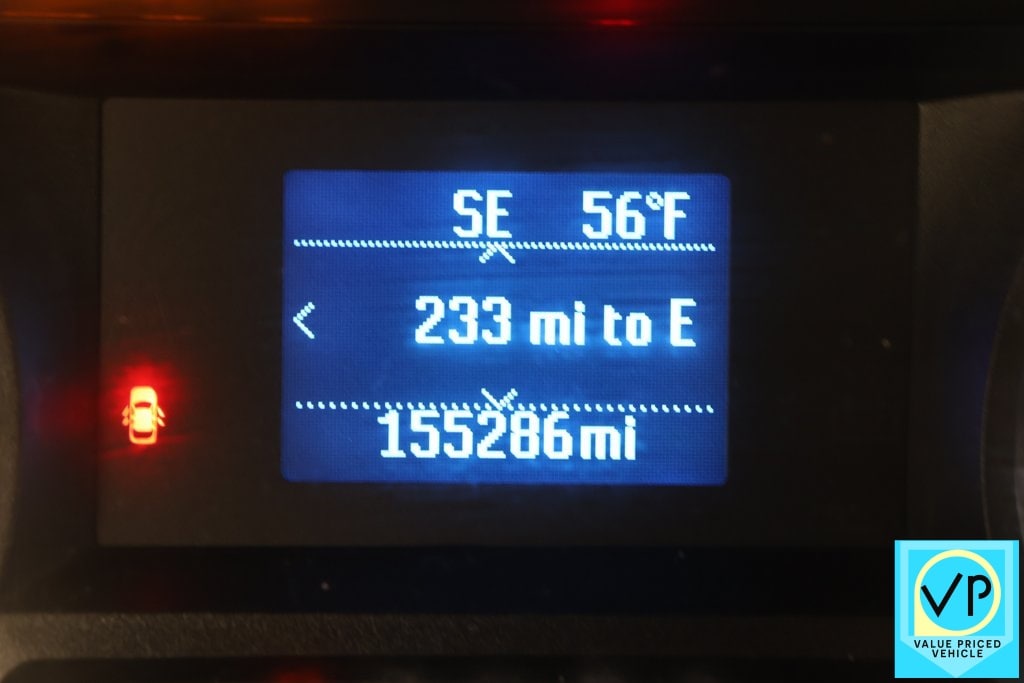 SE 56°F
233 mi to E
155286mi
VP
VALUE PRICED
VEHICLE